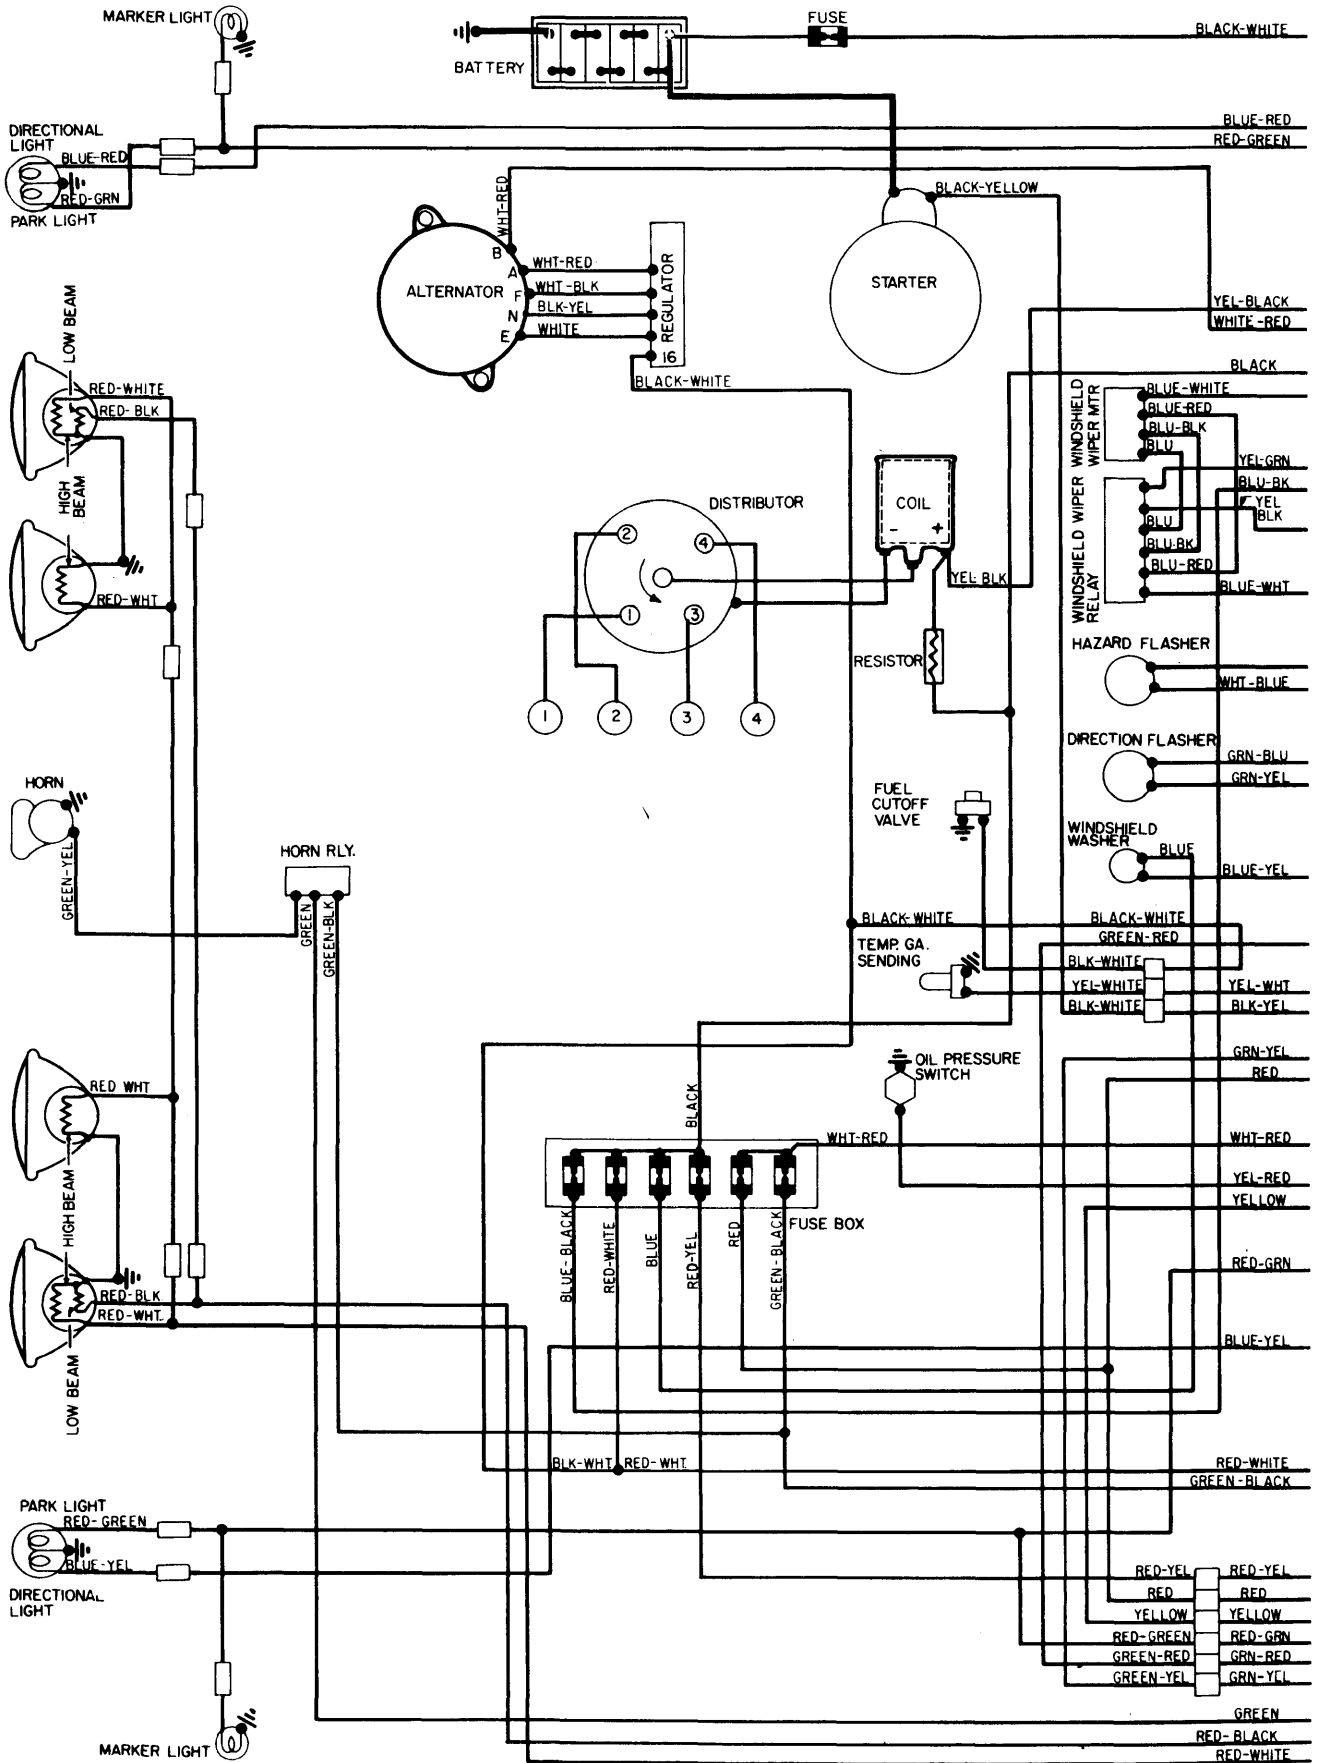 MARKER LIGHT
FUSE
BLACK-WHITE
BATTERY
DIRECTIONAL
LIGHT
BLUE-RED
RED-GREEN
BLUE-RED
RED-GRN
PARK LIGHT
WHT-RED
BLACK-YELLOW
ALTERNATOR
B
A
F
N
E
WHT-RED
WHT-BLK
BLK-YEL
WHITE
REGULATOR
16
BLACK-WHITE
STARTER
YEL-BLACK
WHITE-RED
BLACK
LOW BEAM
RED-WHITE
RED-BLK
HIGH
BEAM
RED-WHT
WINDSHIELD
WIPER MTR
BLUE-WHITE
BLUE-RED
BLU-BLK
BLU
YEL-GRN
BLU-BK
YEL
BLK
WINDSHIELD WIPER
RELAY
BLU
BLU-BK
BLU-RED
BLUE-WHT
DISTRIBUTOR
2
4
1
3
COIL
-
+
YEL-BLK
RESISTOR
1
2
3
4
HAZARD FLASHER
WHT-BLUE
DIRECTION FLASHER
GRN-BLU
GRN-YEL
HORN
GREEN-YEL
HORN RLY.
GREEN
GREEN-BLK
FUEL
CUTOFF
VALVE
WINDSHIELD
WASHER
BLUE
BLUE-YEL
BLACK-WHITE
BLACK-WHITE
GREEN-RED
TEMP. GA.
SENDING
BLK-WHITE
YEL-WHITE
YEL-WHT
BLK-WHITE
BLK-YEL
OIL PRESSURE
SWITCH
GRN-YEL
RED
RED WHT
BLACK
WHT-RED
WHT-RED
YEL-RED
YELLOW
HIGH BEAM
FUSE BOX
BLUE-BLACK
RED-WHITE
BLUE
RED-YEL
RED
GREEN-BLACK
RED-GRN
RED-BLK
RED-WHT.
BLUE-YEL
LOW BEAM
BLK-WHT.
RED-WHT.
RED-WHITE
GREEN-BLACK
PARK LIGHT
RED-GREEN
BLUE-YEL
DIRECTIONAL
LIGHT
RED-YEL
RED-YEL
RED
RED
YELLOW
YELLOW
RED-GREEN
RED-GRN
GREEN-RED
GRN-RED
GREEN-YEL
GRN-YEL
GREEN
RED-BLACK
RED-WHITE
MARKER LIGHT